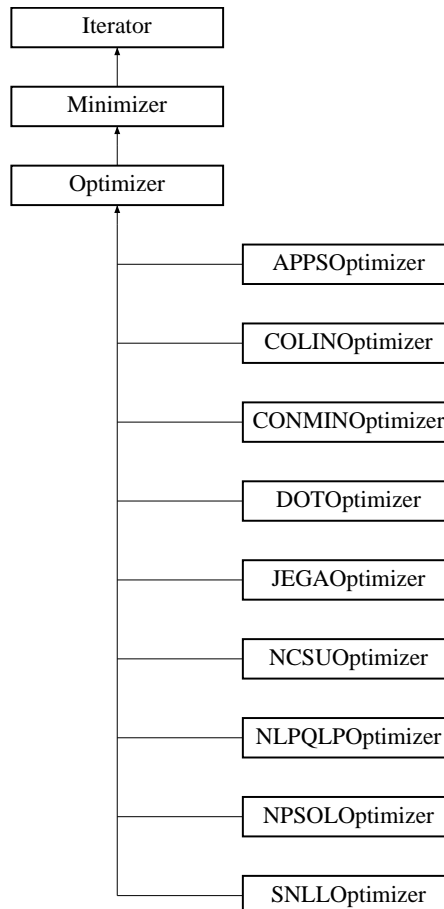 Iterator
Minimizer
Optimizer
APPSOptimizer
COLINOptimizer
CONMINOptimizer
DOTOptimizer
JEGAOptimizer
NCSUOptimizer
NLPQLPOptimizer
NPSOLOptimizer
SNLLOptimizer